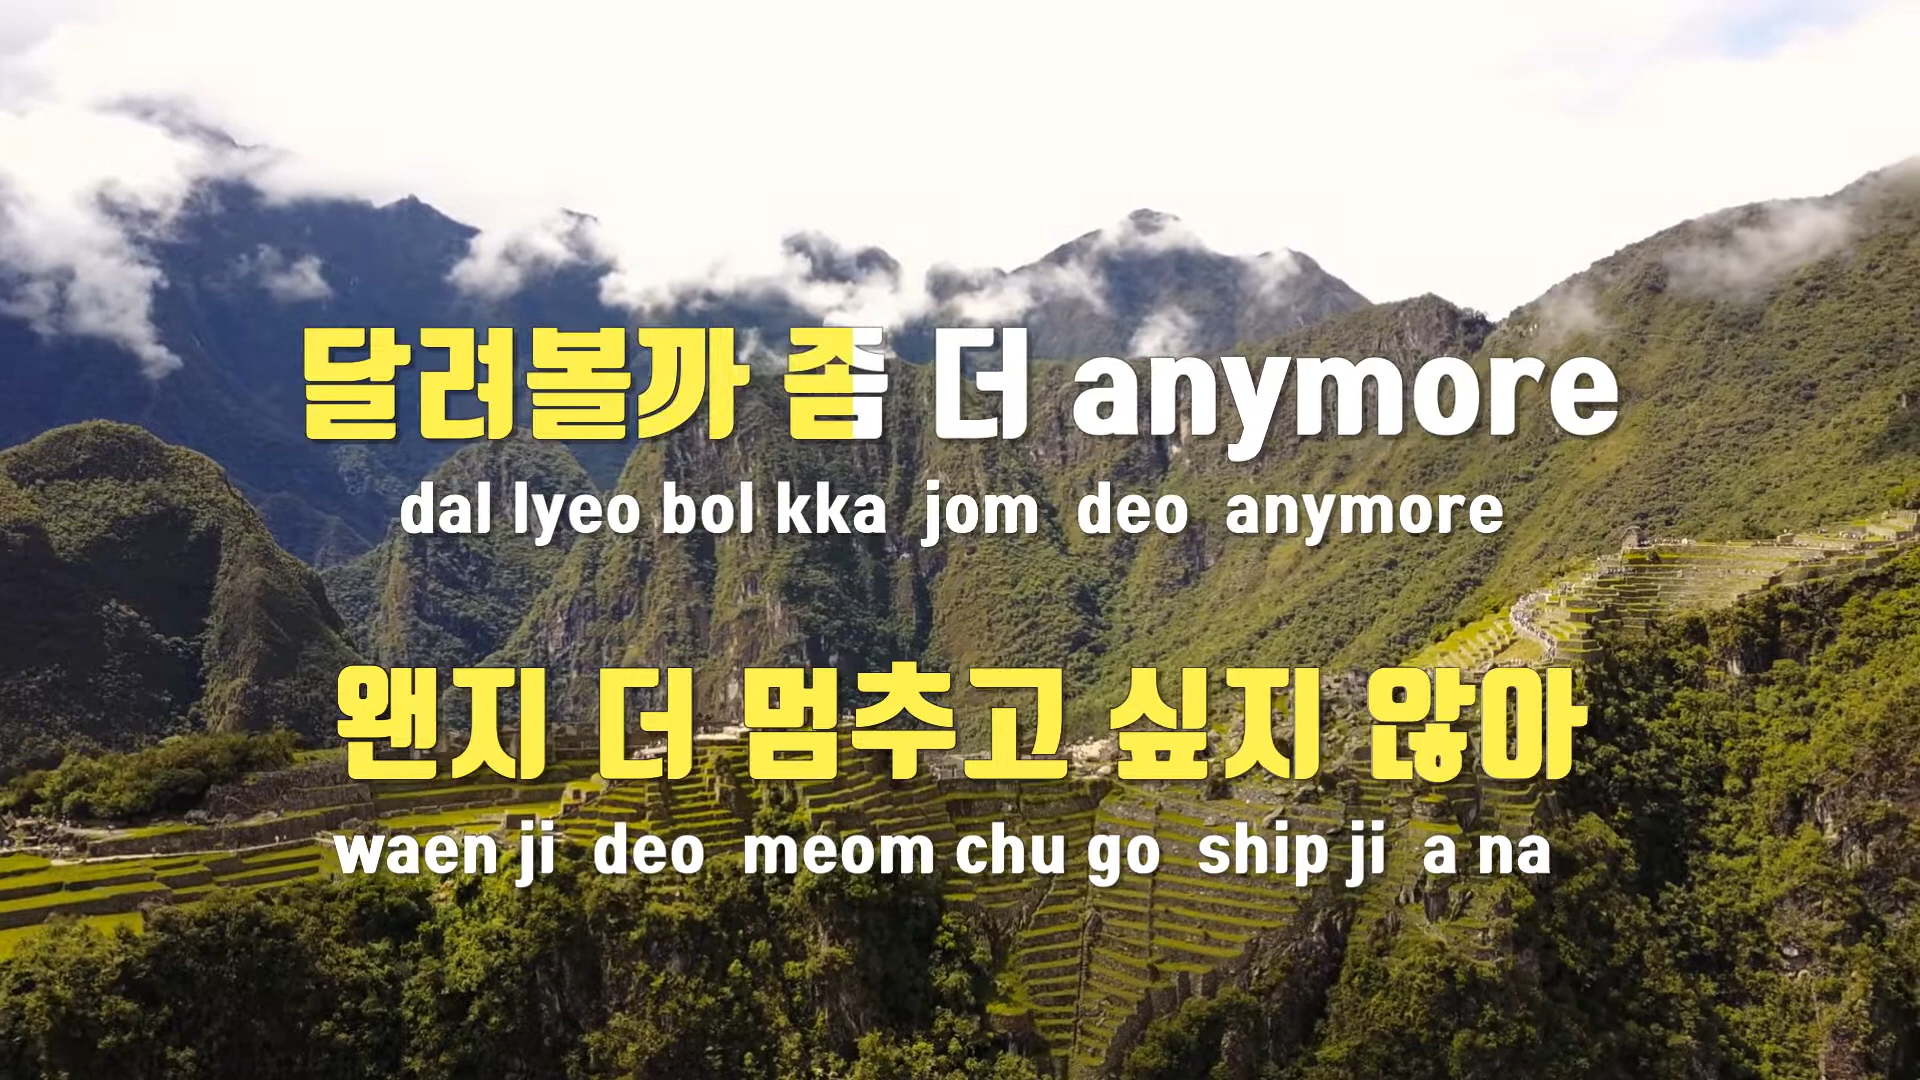 달려볼까 좀 더 anymore
dal lyeo bol kka jom deo anymore
왠지 더 멈추고 싶지 않아
waen ji deo meom chu go ship ji a na